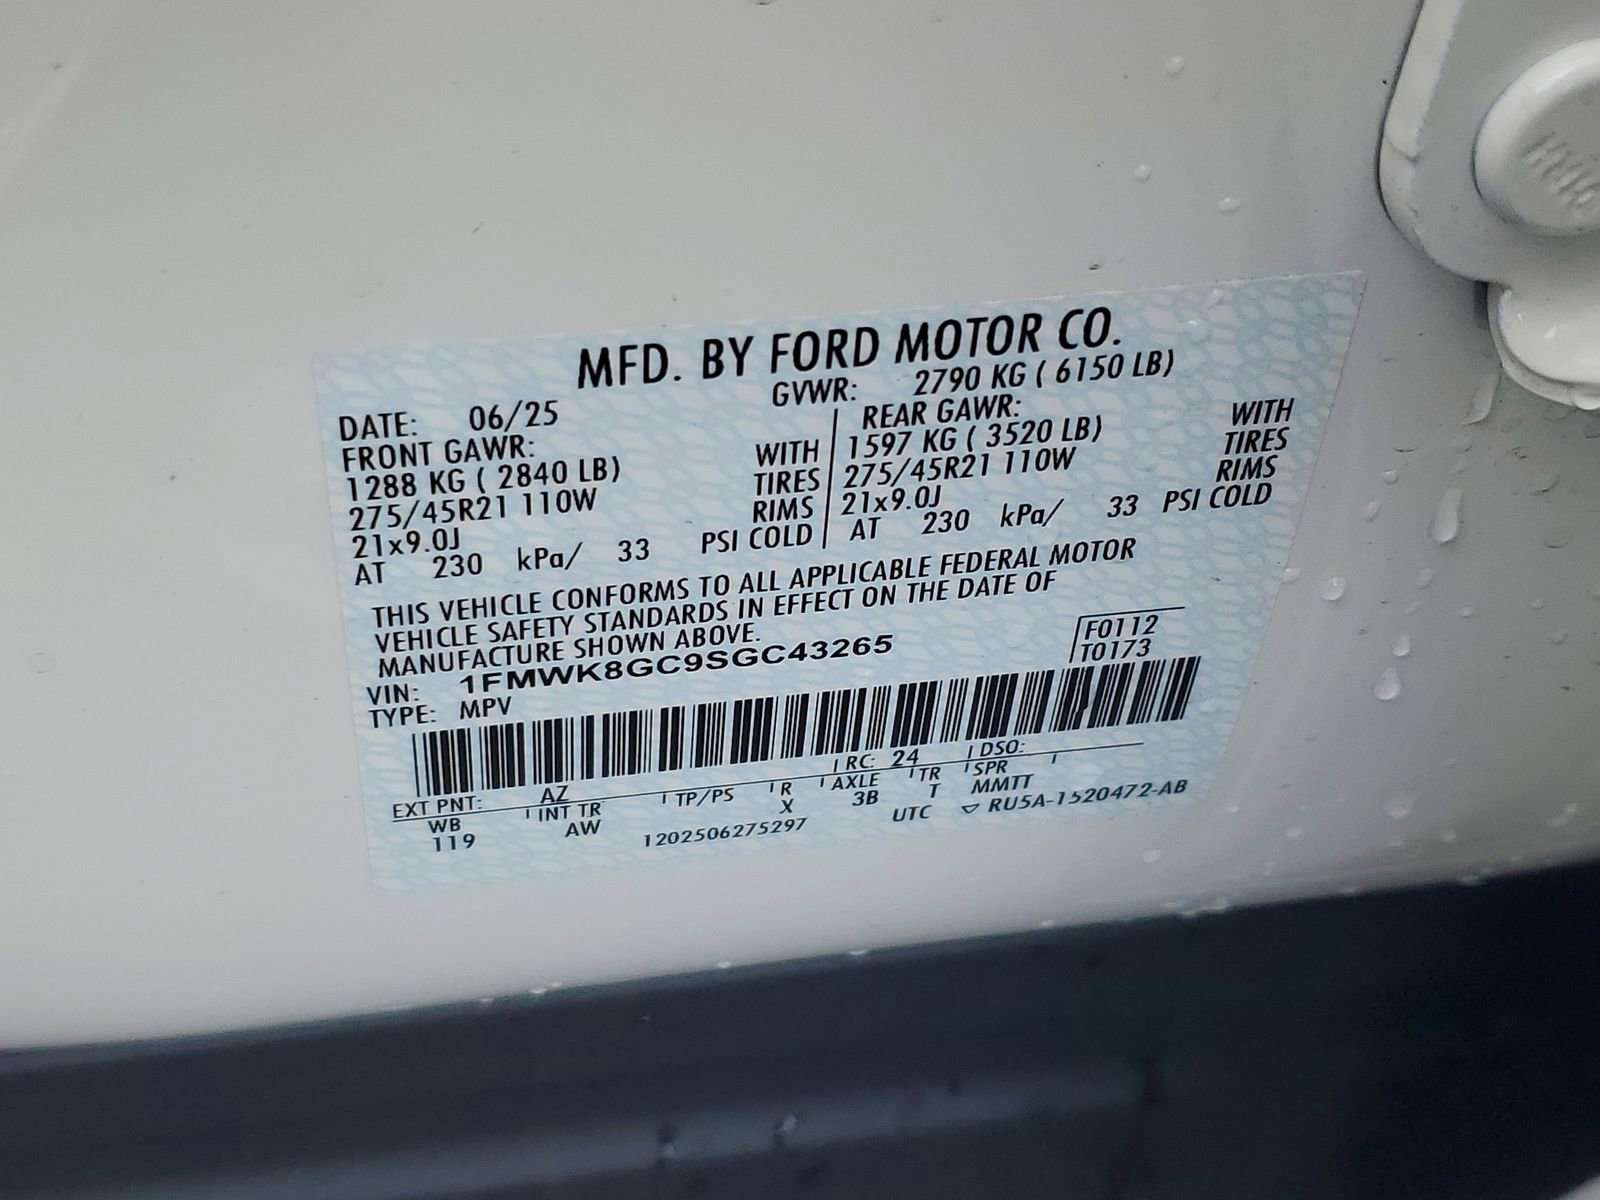 MFD. BY FORD MOTOR CO.
DATE: 06/25 GVWR: 2790 KG ( 6150 LB)
FRONT GAWR: REAR GAWR:
1288 KG ( 2840 LB) WITH 1597 KG ( 3520 LB) WITH
275/45R21 110W TIRES 275/45R21 110W TIRES
21x9.0J RIMS 21x9.0J RIMS
AT 230 kPa/ 33 PSI COLD AT 230 kPa/ 33 PSI COLD
THIS VEHICLE CONFORMS TO ALL APPLICABLE FEDERAL MOTOR
VEHICLE SAFETY STANDARDS IN EFFECT ON THE DATE OF
MANUFACTURE SHOWN ABOVE.
VIN: 1FMWK8GC9SGC43265 F0112
TYPE: MPV T0173
EXT PNT: AZ RC: 24 DSO:
WB INT TR TP/PS R AXLE TR SPR
119 AW X 3B T MMTT
1202506275297 UTC ▽ RU5A-1520472-AB